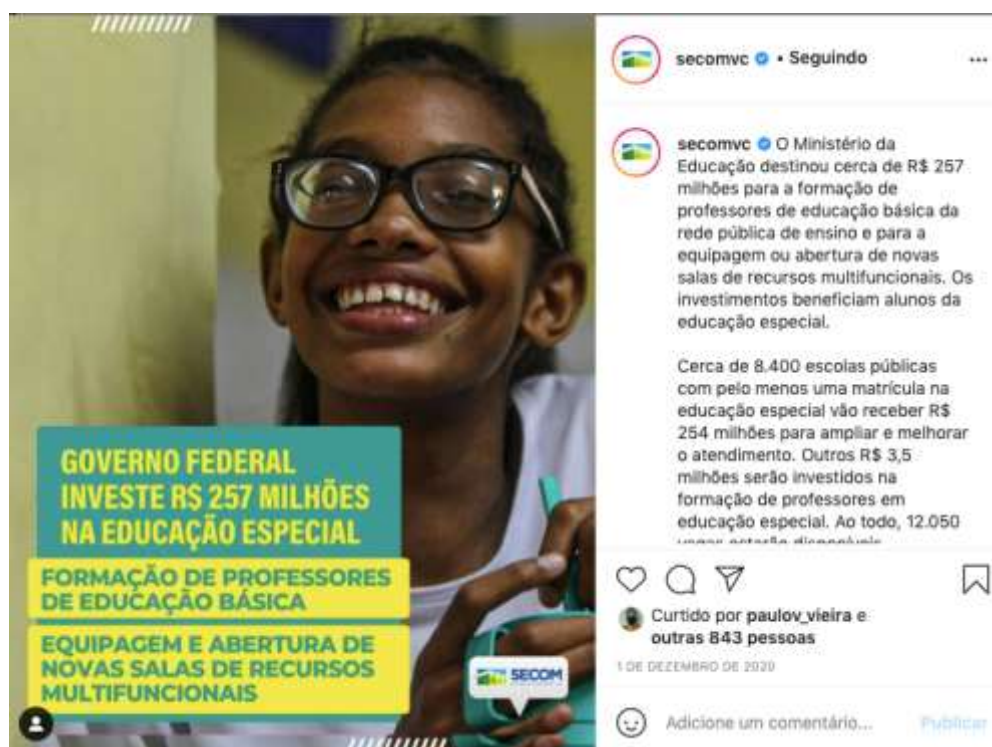 GOVERNO FEDERAL
INVESTE R$ 257 MILHÕES
NA EDUCAÇÃO ESPECIAL
FORMAÇÃO DE PROFESSORES
DE EDUCAÇÃO BÁSICA
EQUIPAGEM E ABERTURA DE
NOVAS SALAS DE RECURSOS
MULTIFUNCIONAIS
SECOM
secomvc • Seguindo
secomvc O Ministério da
Educação destinou cerca de R$ 257
milhões para a formação de
professores de educação básica da
rede pública de ensino e para a
equipagem ou abertura de novas
salas de recursos multifuncionais. Os
investimentos beneficiam alunos da
educação especial.
Cerca de 8.400 escolas públicas
com pelo menos uma matrícula na
educação especial vão receber R$
254 milhões para ampliar e melhorar
o atendimento. Outros R$ 3,5
milhões serão investidos na
formação de professores em
educação especial. Ao todo, 12.050
Curtido por paulov_vieira e
outras 843 pessoas
1 DE DEZEMBRO DE 2020
Adicione um comentário... Publicar